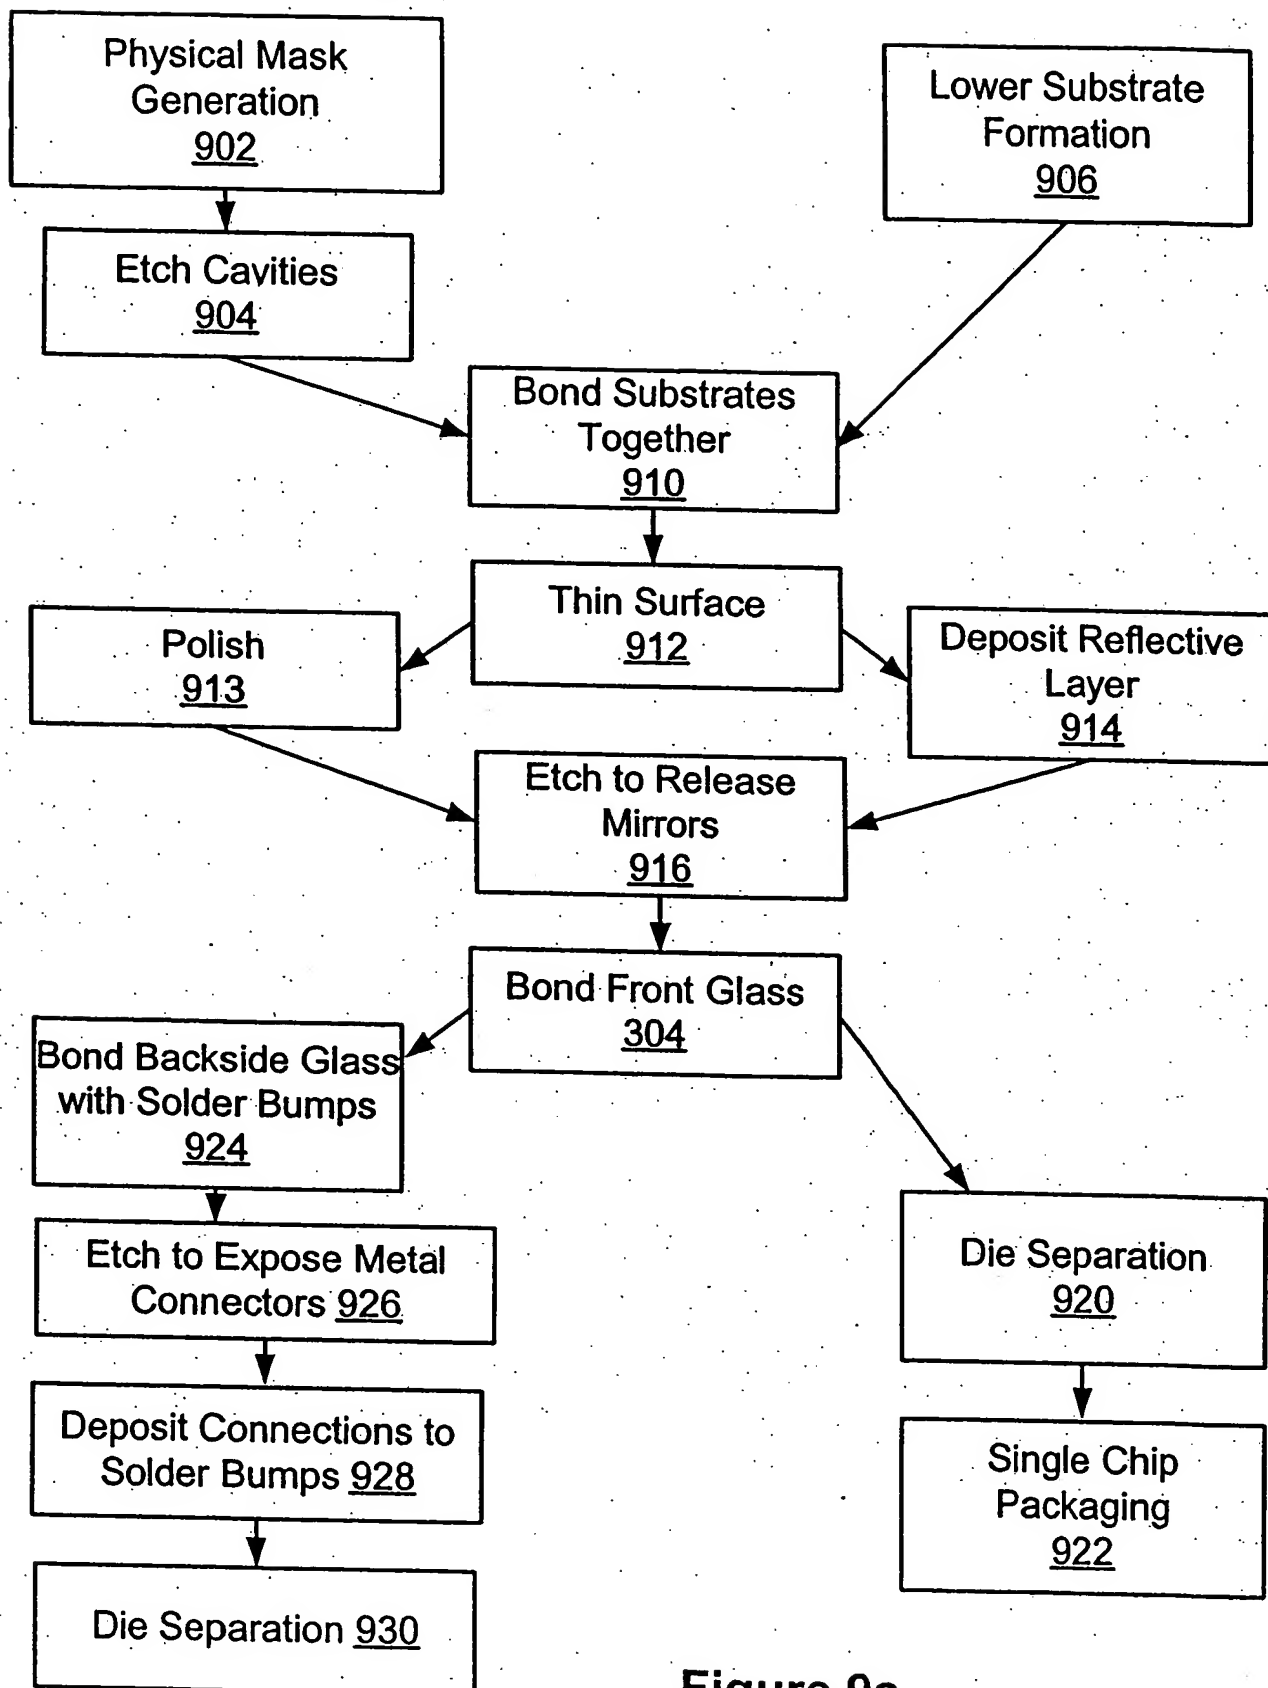 Physical Mask
Generation
902
Lower Substrate
Formation
906
Etch Cavities
904
Bond Substrates
Together
910
Thin Surface
912
Polish
913
Deposit Reflective
Layer
914
Etch to Release
Mirrors
916
Bond Front Glass
304
Bond Backside Glass
with Solder Bumps
924
Etch to Expose Metal
Connectors 926
Die Separation
920
Deposit Connections to
Solder Bumps 928
Single Chip
Packaging
922
Die Separation 930
Figure 9a